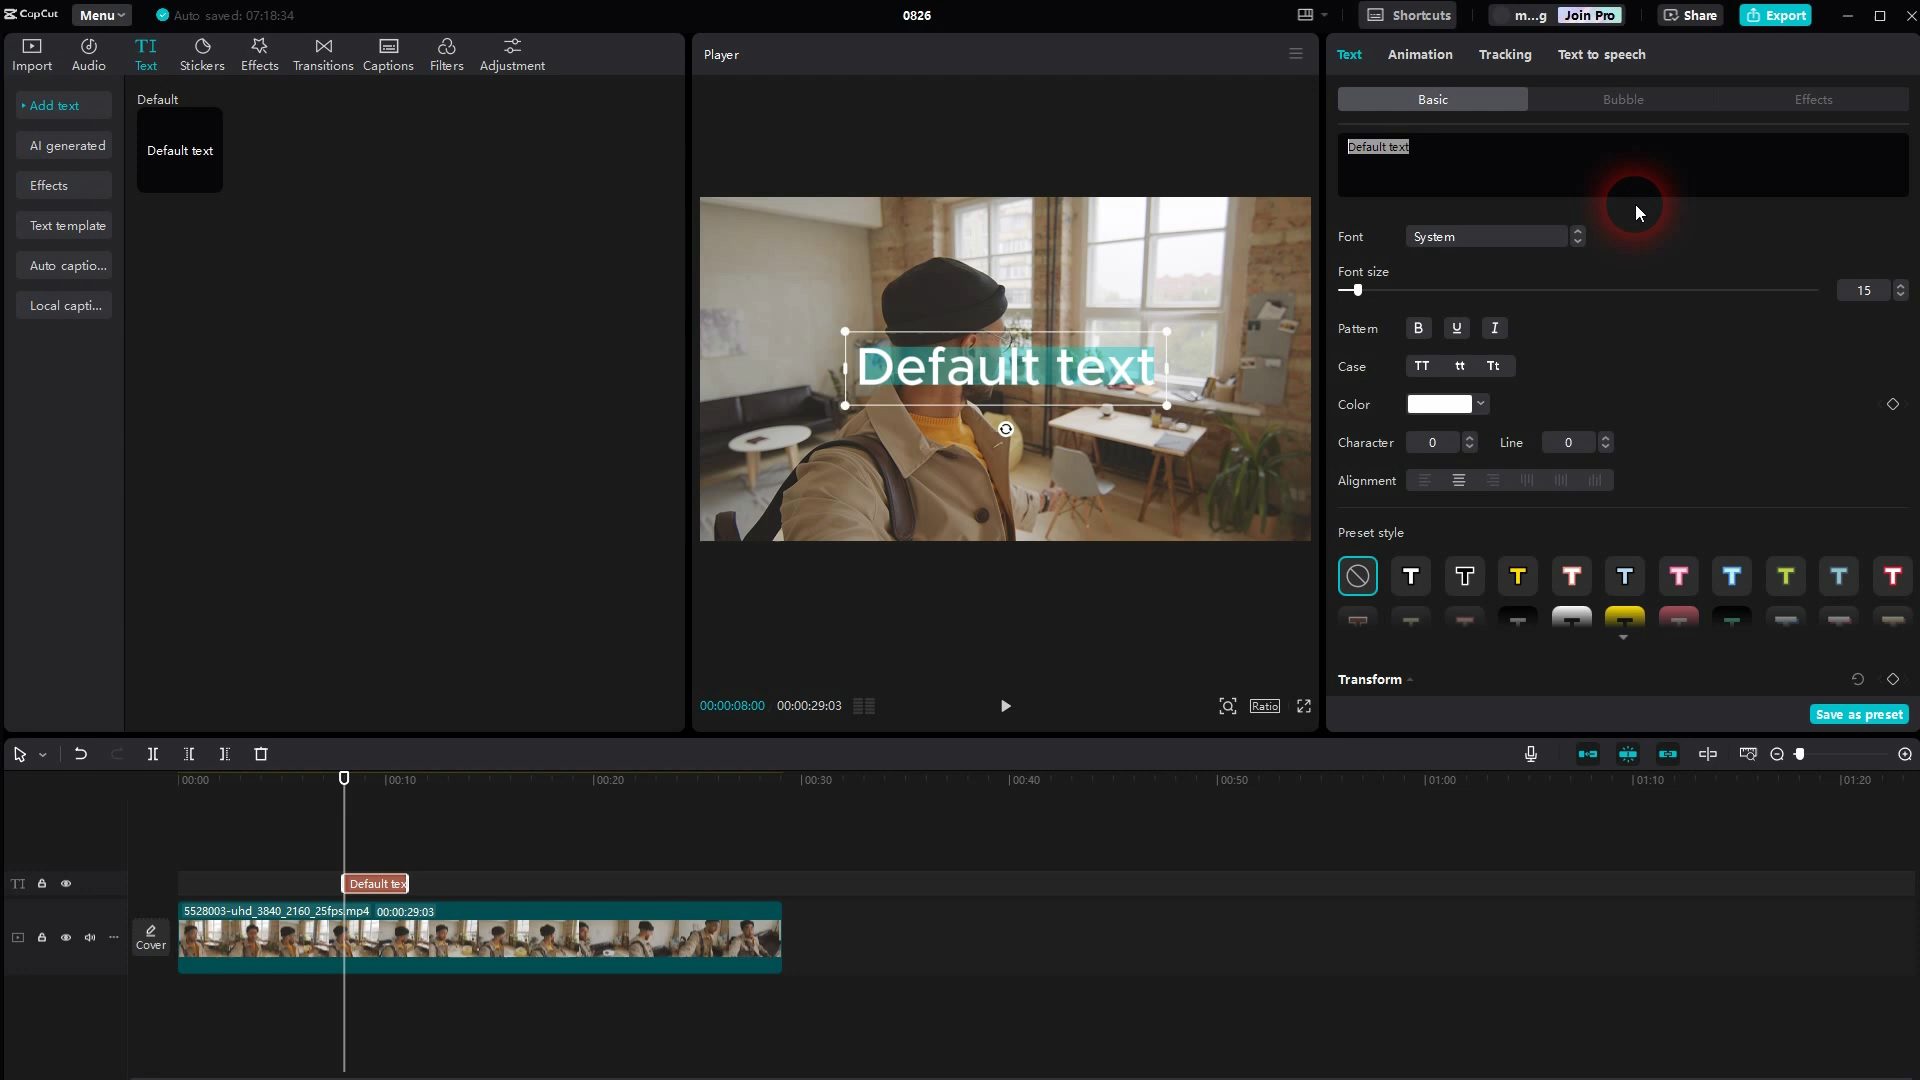 CapCut Menu Auto saved: 07:18:34 0826 Shortcuts m...g Join Pro Share Export
Import Audio TI Text Stickers Effects Transitions Captions Filters Adjustment
Add text
AI generated
Effects
Text template
Auto captio...
Local capti...
Default
Default text
Player
Default text
00:00:08:00 00:00:29:03 Ratio
Text Animation Tracking Text to speech
Basic Bubble Effects
Default text
Font System
Font size
15
Pattern B U I
Case TT tt Tt
Color
Character 0 Line 0
Alignment
Preset style
T T T T T T T T T T
Transform
Save as preset
00:00 00:10 00:20 00:30 00:40 00:50 01:00 01:10 01:20
TI Default tex
5528003-uhd_3840_2160_25fps.mp4 00:00:29:03
Cover